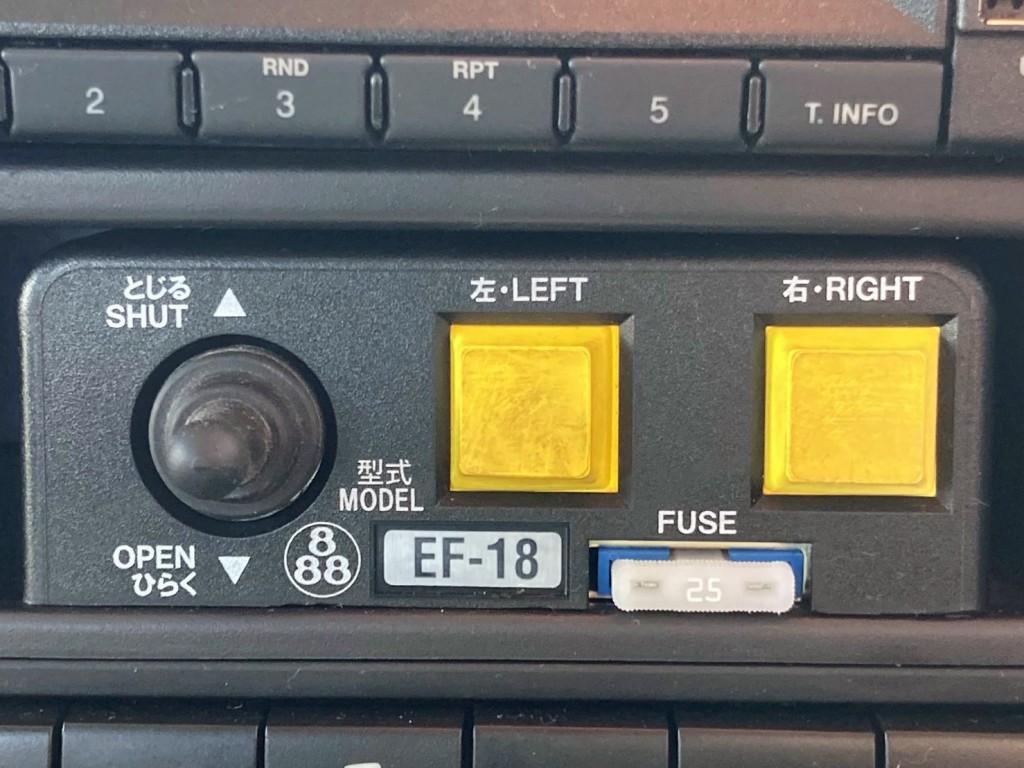 RND
RPT
2
3
4
5
T. INFO
とじる
SHUT ▲
左・LEFT
右・RIGHT
型式
MODEL
OPEN ▼
ひらく
8
88
EF-18
FUSE
25